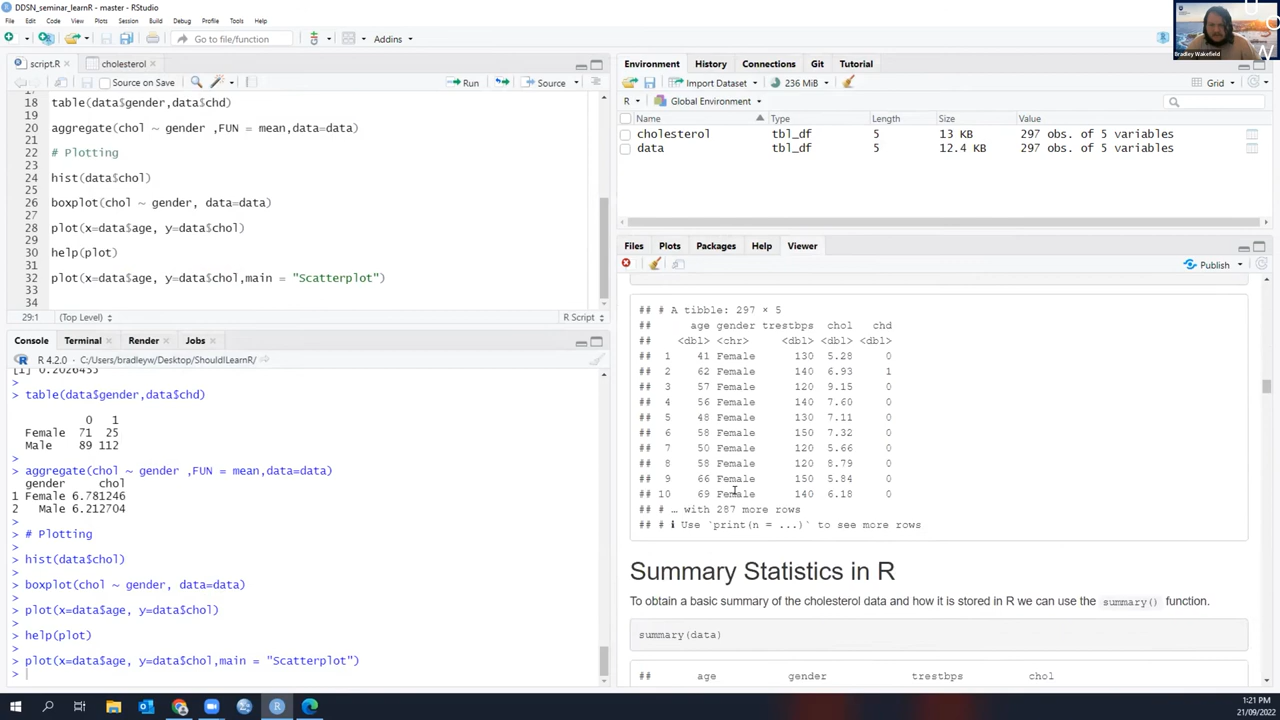 DDSN_seminar_learnR - master - RStudio
File Edit Code View Plots Session Build Debug Profile Tools Help
Go to file/function Addins
Bradley Wakefield
script.R cholesterol
Source on Save Run Source
18 table(data$gender,data$chd)
19
20 aggregate(chol ~ gender ,FUN = mean,data=data)
21
22 # Plotting
23
24 hist(data$chol)
25
26 boxplot(chol ~ gender, data=data)
27
28 plot(x=data$age, y=data$chol)
29
30 help(plot)
31
32 plot(x=data$age, y=data$chol,main = "Scatterplot")
33
34
29:1 (Top Level) R Script
Console Terminal Render Jobs
R 4.2.0 · C:/Users/bradleyw/Desktop/ShouldILearnR/
[1] 0.2026435
>
> table(data$gender,data$chd)
0 1
Female 71 25
Male 89 112
>
> aggregate(chol ~ gender ,FUN = mean,data=data)
gender chol
1 Female 6.781246
2 Male 6.212704
>
> # Plotting
>
> hist(data$chol)
>
> boxplot(chol ~ gender, data=data)
>
> plot(x=data$age, y=data$chol)
>
> help(plot)
>
> plot(x=data$age, y=data$chol,main = "Scatterplot")
>
Environment History Connections Git Tutorial
Import Dataset 236 MiB Grid
R Global Environment
Name Type Length Size Value
cholesterol tbl_df 5 13 KB 297 obs. of 5 variables
data tbl_df 5 12.4 KB 297 obs. of 5 variables
Files Plots Packages Help Viewer
Publish
## # A tibble: 297 × 5
## age gender trestbps chol chd
## <dbl> <chr> <dbl> <dbl> <dbl>
## 1 41 Female 130 5.28 0
## 2 62 Female 140 6.93 1
## 3 57 Female 120 9.15 0
## 4 56 Female 140 7.60 0
## 5 48 Female 130 7.11 0
## 6 58 Female 150 7.32 0
## 7 50 Female 120 5.66 0
## 8 58 Female 120 8.79 0
## 9 66 Female 150 5.84 0
## 10 69 Female 140 6.18 0
## # … with 287 more rows
## # ℹ Use `print(n = ...)` to see more rows
Summary Statistics in R
To obtain a basic summary of the cholesterol data and how it is stored in R we can use the summary() function.
summary(data)
## age gender trestbps chol
1:21 PM
21/09/2022